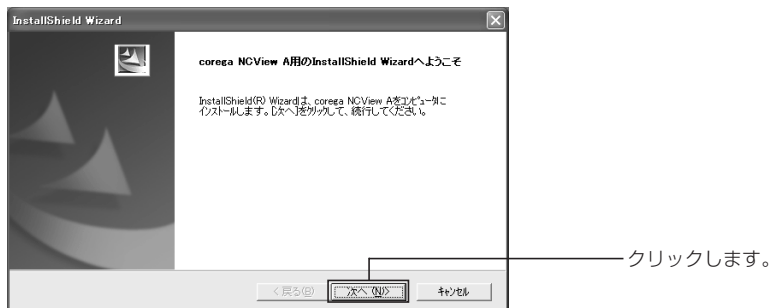 InstallShield Wizard
corega NCView A用のInstallShield Wizardへようこそ
InstallShield(R) Wizardは、corega NCView Aをコンピュータに
インストールします。[次へ]をクリックして、続行してください。
クリックします。
< 戻る(B)
次へ (N)>
キャンセル